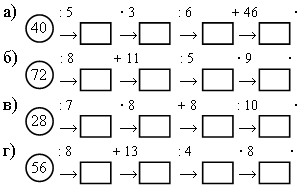 а) : 5 · 3 : 6 + 46 ·
40 → → → →
б) : 8 + 11 : 5 · 9 ·
72 → → → →
в) : 7 · 8 + 8 : 10 ·
28 → → → →
г) : 8 + 13 : 4 · 8 ·
56 → → → →